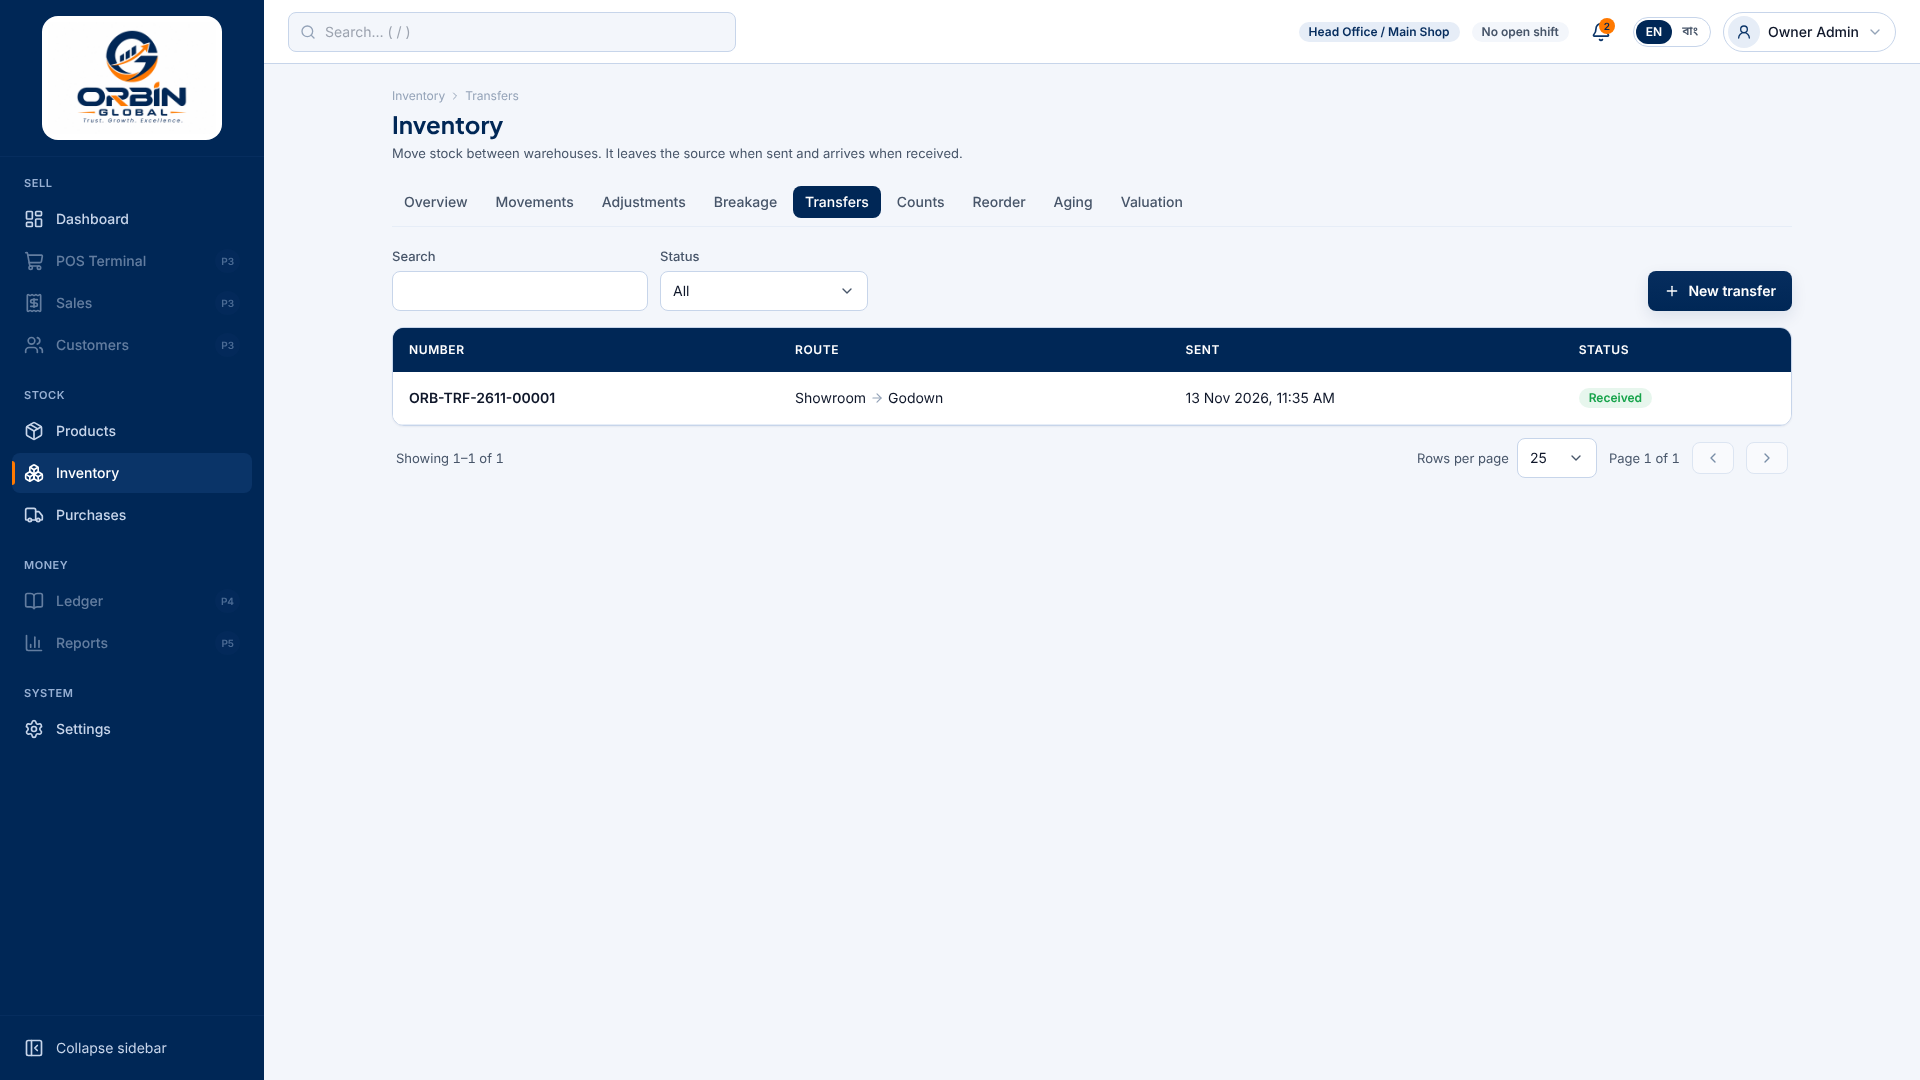 Search... ( / )
Head Office / Main Shop
No open shift
2
EN
বাং
Owner Admin
ORBIN
GLOBAL
Trust. Growth. Excellence.
SELL
Dashboard
POS Terminal P3
Sales P3
Customers P3
STOCK
Products
Inventory
Purchases
MONEY
Ledger P4
Reports P5
SYSTEM
Settings
Collapse sidebar
Inventory > Transfers
Inventory
Move stock between warehouses. It leaves the source when sent and arrives when received.
Overview Movements Adjustments Breakage Transfers Counts Reorder Aging Valuation
Search Status
All
+ New transfer
NUMBER ROUTE SENT STATUS
ORB-TRF-2611-00001 Showroom → Godown 13 Nov 2026, 11:35 AM Received
Showing 1–1 of 1 Rows per page 25 Page 1 of 1